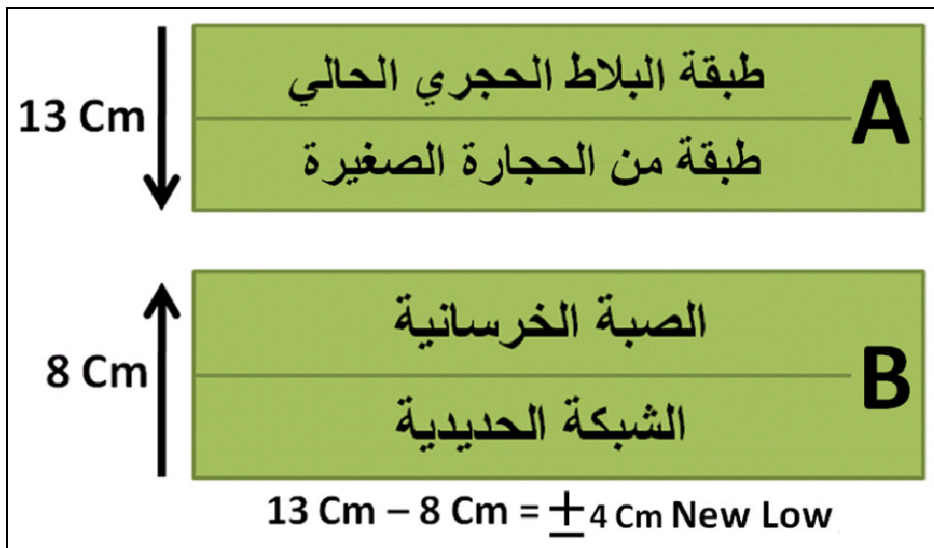 طبقة البلاط الحجري الحالي
A
13 Cm
طبقة من الحجارة الصغيرة
الصبة الخرسانية
B
8 Cm
الشبكة الحديدية
13 Cm – 8 Cm = ±4 Cm New Low